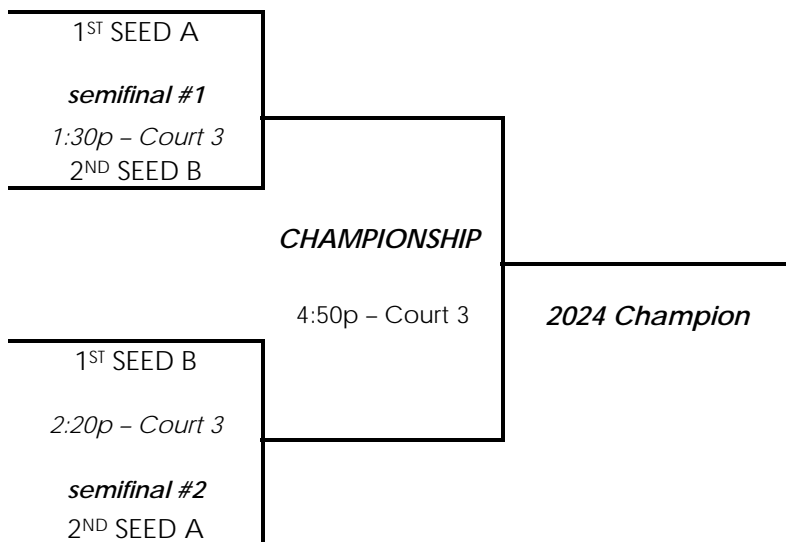 1ST SEED A
semifinal #1
1:30p – Court 3
2ND SEED B
CHAMPIONSHIP
4:50p – Court 3
2024 Champion
1ST SEED B
2:20p – Court 3
semifinal #2
2ND SEED A